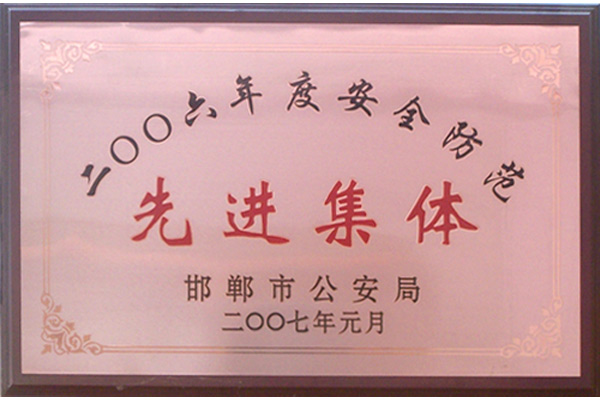 二〇〇六年度安全防范
先进集体
邯郸市公安局
二〇〇七年元月